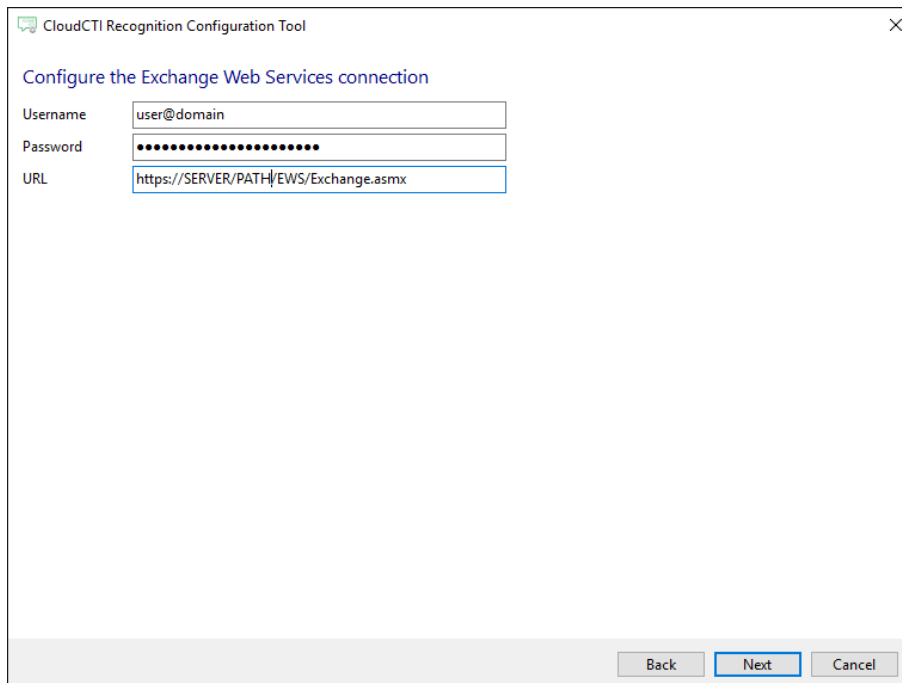 CloudCTI Recognition Configuration Tool
Configure the Exchange Web Services connection
Username user@domain
Password ••••••••••••••••••••••
URL https://SERVER/PATH/EWS/Exchange.asmx
Back Next Cancel